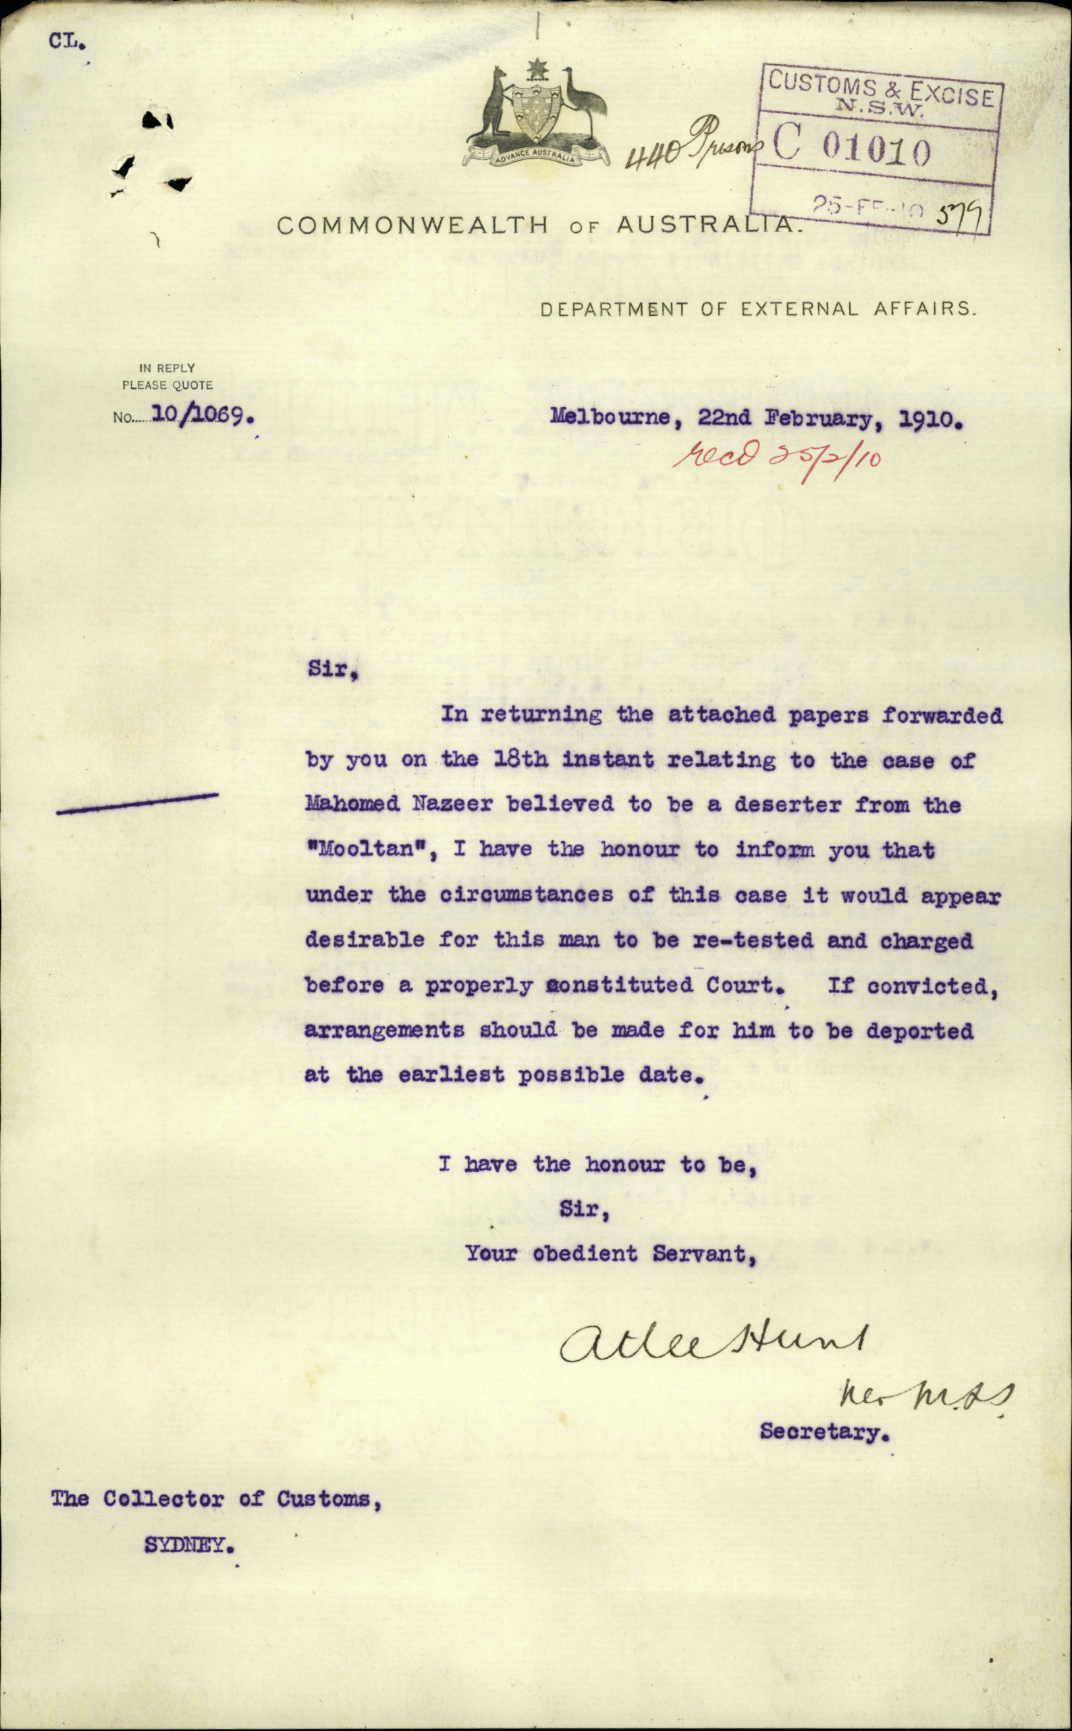 CL.
ADVANCE AUSTRALIA
440 Prisons
CUSTOMS & EXCISE
N.S.W.
C 01010
25-FE-10 579
COMMONWEALTH OF AUSTRALIA.
DEPARTMENT OF EXTERNAL AFFAIRS.
IN REPLY
PLEASE QUOTE
No..... 10/1069.
Melbourne, 22nd February, 1910.
recd 25/2/10
Sir,
In returning the attached papers forwarded
by you on the 18th instant relating to the case of
Mahomed Nazeer believed to be a deserter from the
"Mooltan", I have the honour to inform you that
under the circumstances of this case it would appear
desirable for this man to be re-tested and charged
before a properly constituted Court. If convicted,
arrangements should be made for him to be deported
at the earliest possible date.
I have the honour to be,
Sir,
Your obedient Servant,
Atlee Hunt
Secretary.
The Collector of Customs,
SYDNEY.